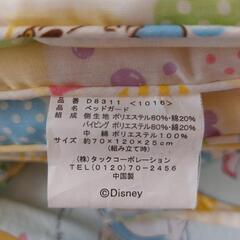 品番 D8311 <1016>
品名 ベッドガード
組成 側生地 ポリエステル80%・綿20%
パイピング ポリエステル80%・綿20%
中 綿 ポリエステル100%
サイズ 約70×120×25cm
(組み立て時)
(株)タックコーポレーション
TEL(0120)70-2456
中国製
©Disney